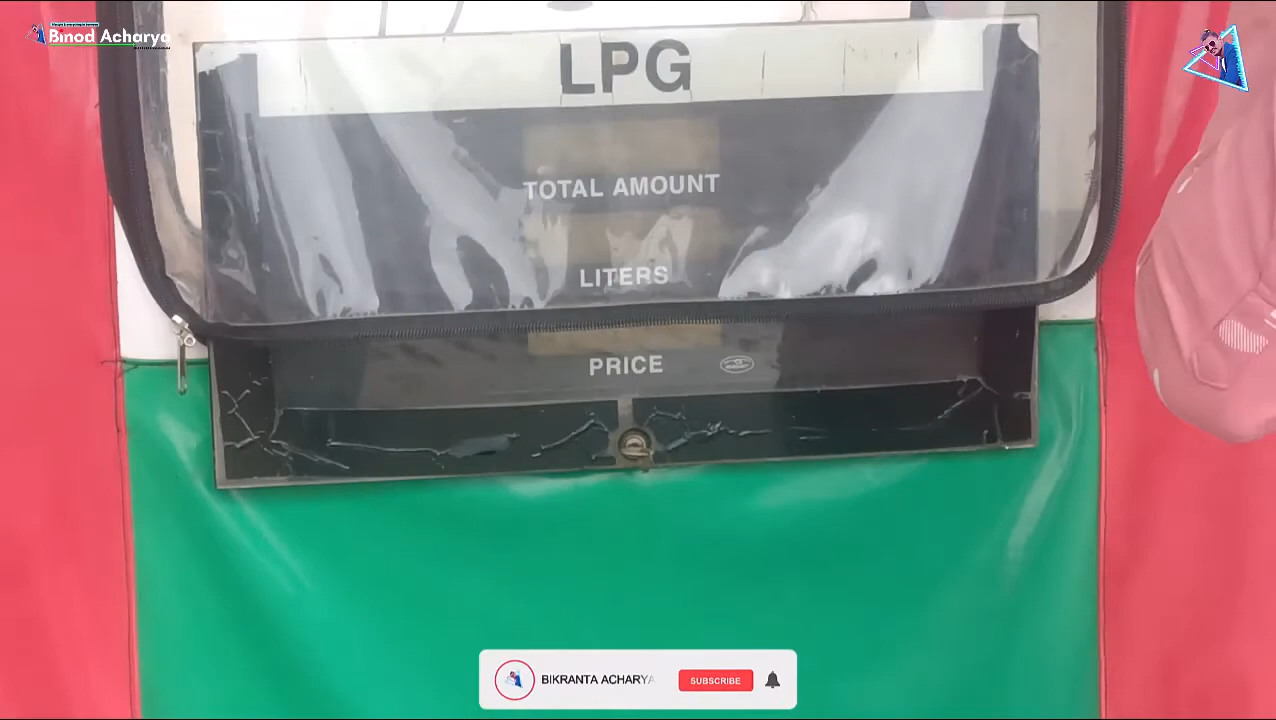 Binod Acharya
LPG
TOTAL AMOUNT
LITERS
PRICE
BIKRANTA ACHARYA
SUBSCRIBE